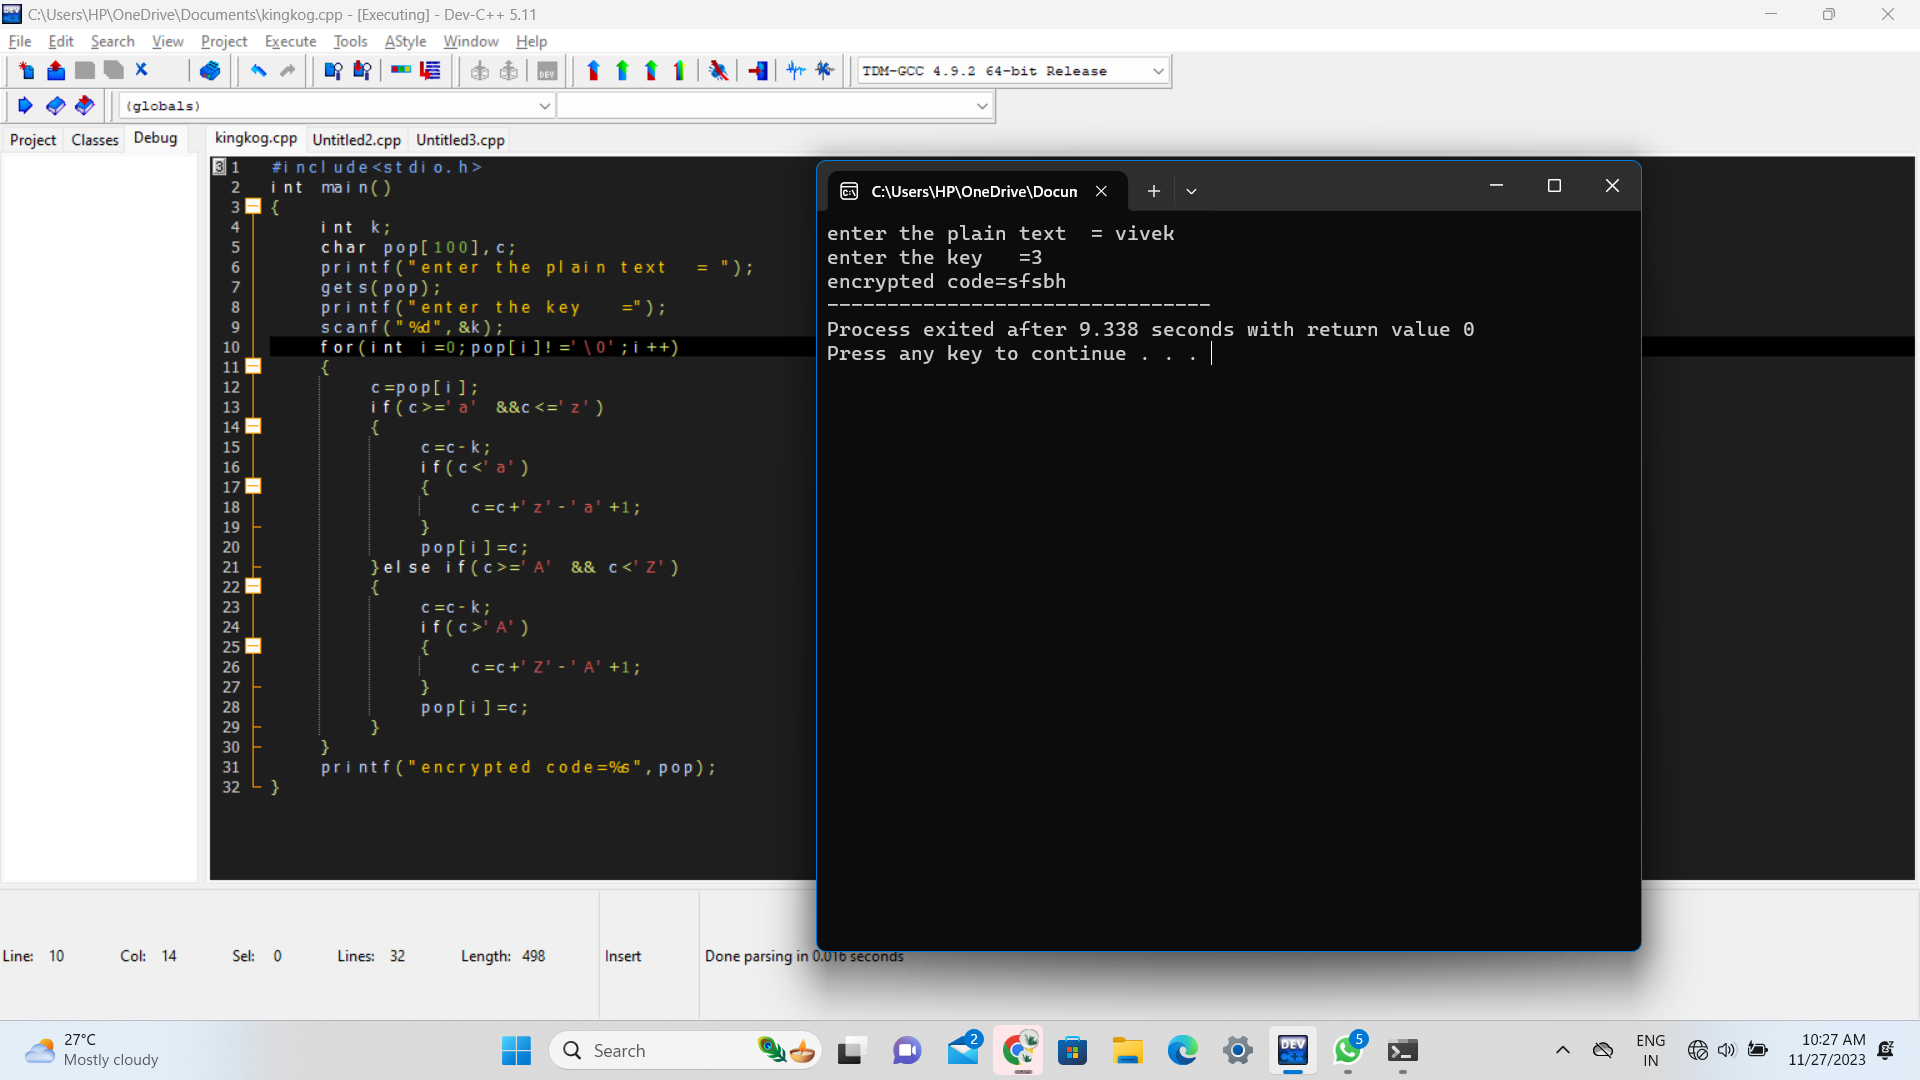 C:\Users\HP\OneDrive\Documents\kingkog.cpp - [Executing] - Dev-C++ 5.11
File Edit Search View Project Execute Tools AStyle Window Help
TDM-GCC 4.9.2 64-bit Release
(globals)
Project Classes Debug
kingkog.cpp Untitled2.cpp Untitled3.cpp
3 1 #include<stdio.h>
2 int main()
3 {
4 int k;
5 char pop[100],c;
6 printf("enter the plain text  = ");
7 gets(pop);
8 printf("enter the key   =");
9 scanf("%d",&k);
10 for(int i=0;pop[i]!='\0';i++)
11 {
12 c=pop[i];
13 if(c>='a' &&c<='z')
14 {
15 c=c-k;
16 if(c<'a')
17 {
18 c=c+'z'-'a'+1;
19 }
20 pop[i]=c;
21 }else if(c>='A' && c<'Z')
22 {
23 c=c-k;
24 if(c>'A')
25 {
26 c=c+'Z'-'A'+1;
27 }
28 pop[i]=c;
29 }
30 }
31 printf("encrypted code=%s",pop);
32 }
C:\Users\HP\OneDrive\Docun
enter the plain text  = vivek
enter the key   =3
encrypted code=sfsbh
--------------------------------
Process exited after 9.338 seconds with return value 0
Press any key to continue . . .
Line: 10 Col: 14 Sel: 0 Lines: 32 Length: 498 Insert Done parsing in 0.016 seconds
27°C
Mostly cloudy
Search
2
DEV C++
5
ENG
IN
10:27 AM
11/27/2023